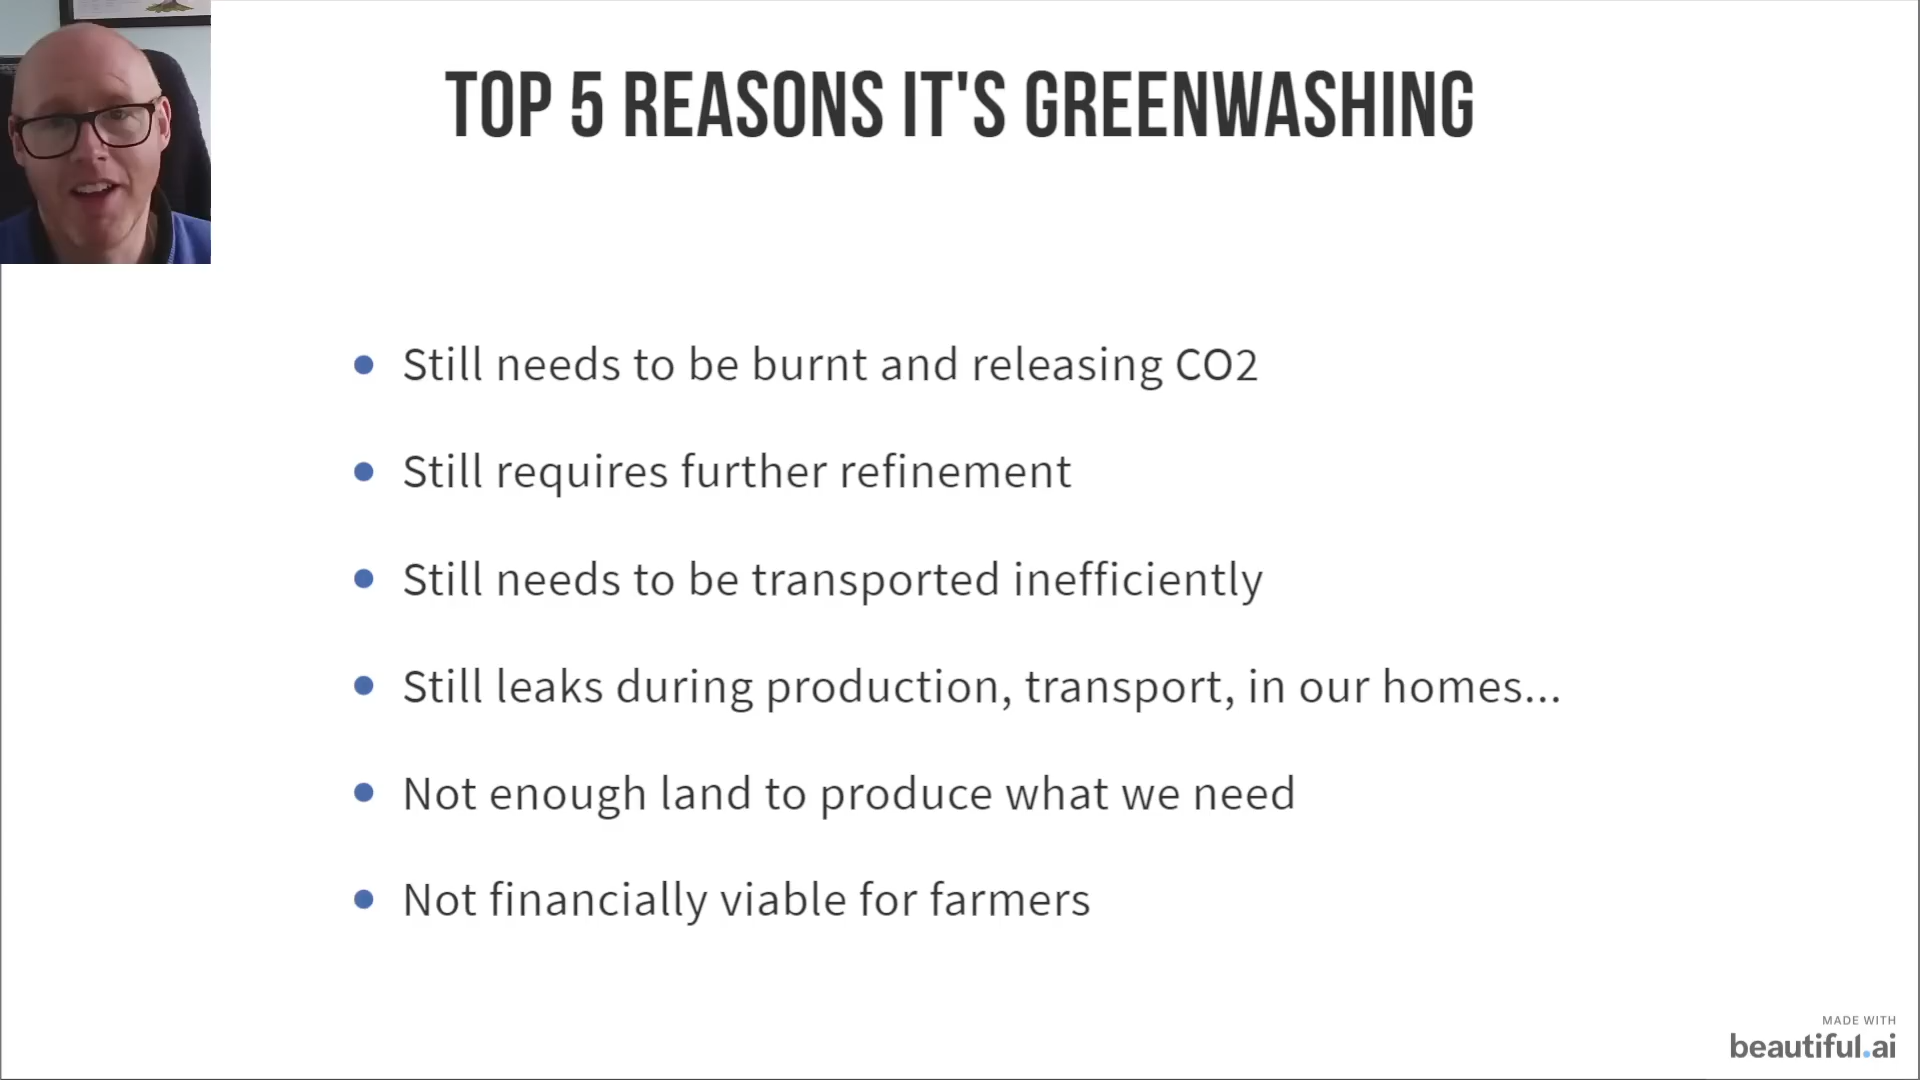 TOP 5 REASONS IT'S GREENWASHING
Still needs to be burnt and releasing CO2
Still requires further refinement
Still needs to be transported inefficiently
Still leaks during production, transport, in our homes...
Not enough land to produce what we need
Not financially viable for farmers
MADE WITH
beautiful.ai